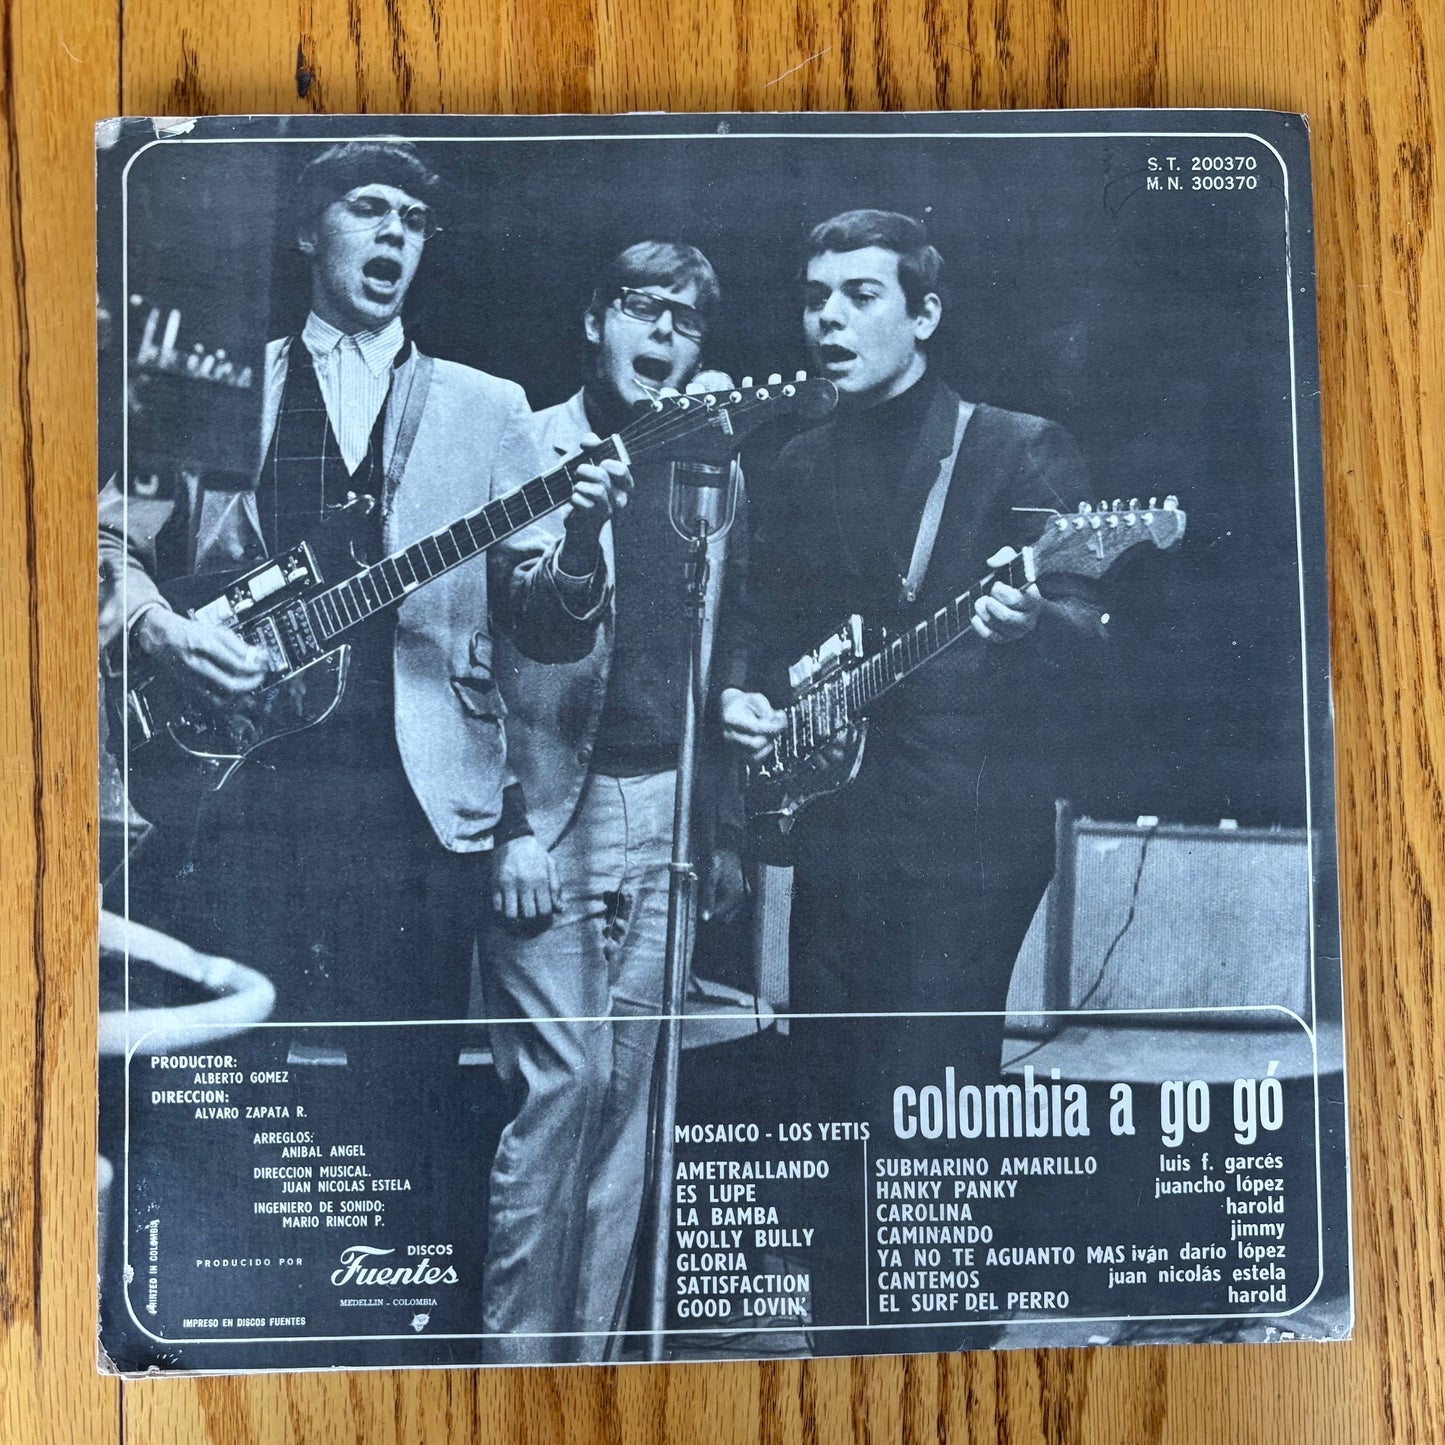 S.T. 200370
M.N. 300370
PRODUCTOR:
ALBERTO GOMEZ
DIRECCION:
ALVARO ZAPATA R.
ARREGLOS:
ANIBAL ANGEL
DIRECCION MUSICAL.
JUAN NICOLAS ESTELA
INGENIERO DE SONIDO:
MARIO RINCON P.
PRODUCIDO POR
DISCOS
Fuentes
MEDELLIN - COLOMBIA
IMPRESO EN DISCOS FUENTES
PRINTED IN COLOMBIA
colombia a go gó
MOSAICO - LOS YETIS
AMETRALLANDO
ES LUPE
LA BAMBA
WOLLY BULLY
GLORIA
SATISFACTION
GOOD LOVIN'
SUBMARINO AMARILLO luis f. garcés
HANKY PANKY juancho lópez
CAROLINA harold
CAMINANDO jimmy
YA NO TE AGUANTO MAS iván darío lópez
CANTEMOS juan nicolás estela
EL SURF DEL PERRO harold